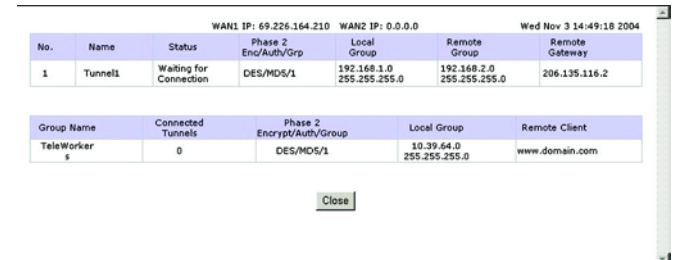 WAN1 IP: 69.226.164.210 WAN2 IP: 0.0.0.0 Wed Nov 3 14:49:18 2004
No. Name Status Phase 2 Enc/Auth/Grp Local Group Remote Group Remote Gateway
1 Tunnel1 Waiting for Connection DES/MD5/1 192.168.1.0 255.255.255.0 192.168.2.0 255.255.255.0 206.135.116.2
Group Name Connected Tunnels Phase 2 Encrypt/Auth/Group Local Group Remote Client
TeleWorker s 0 DES/MD5/1 10.39.64.0 255.255.255.0 www.domain.com
Close